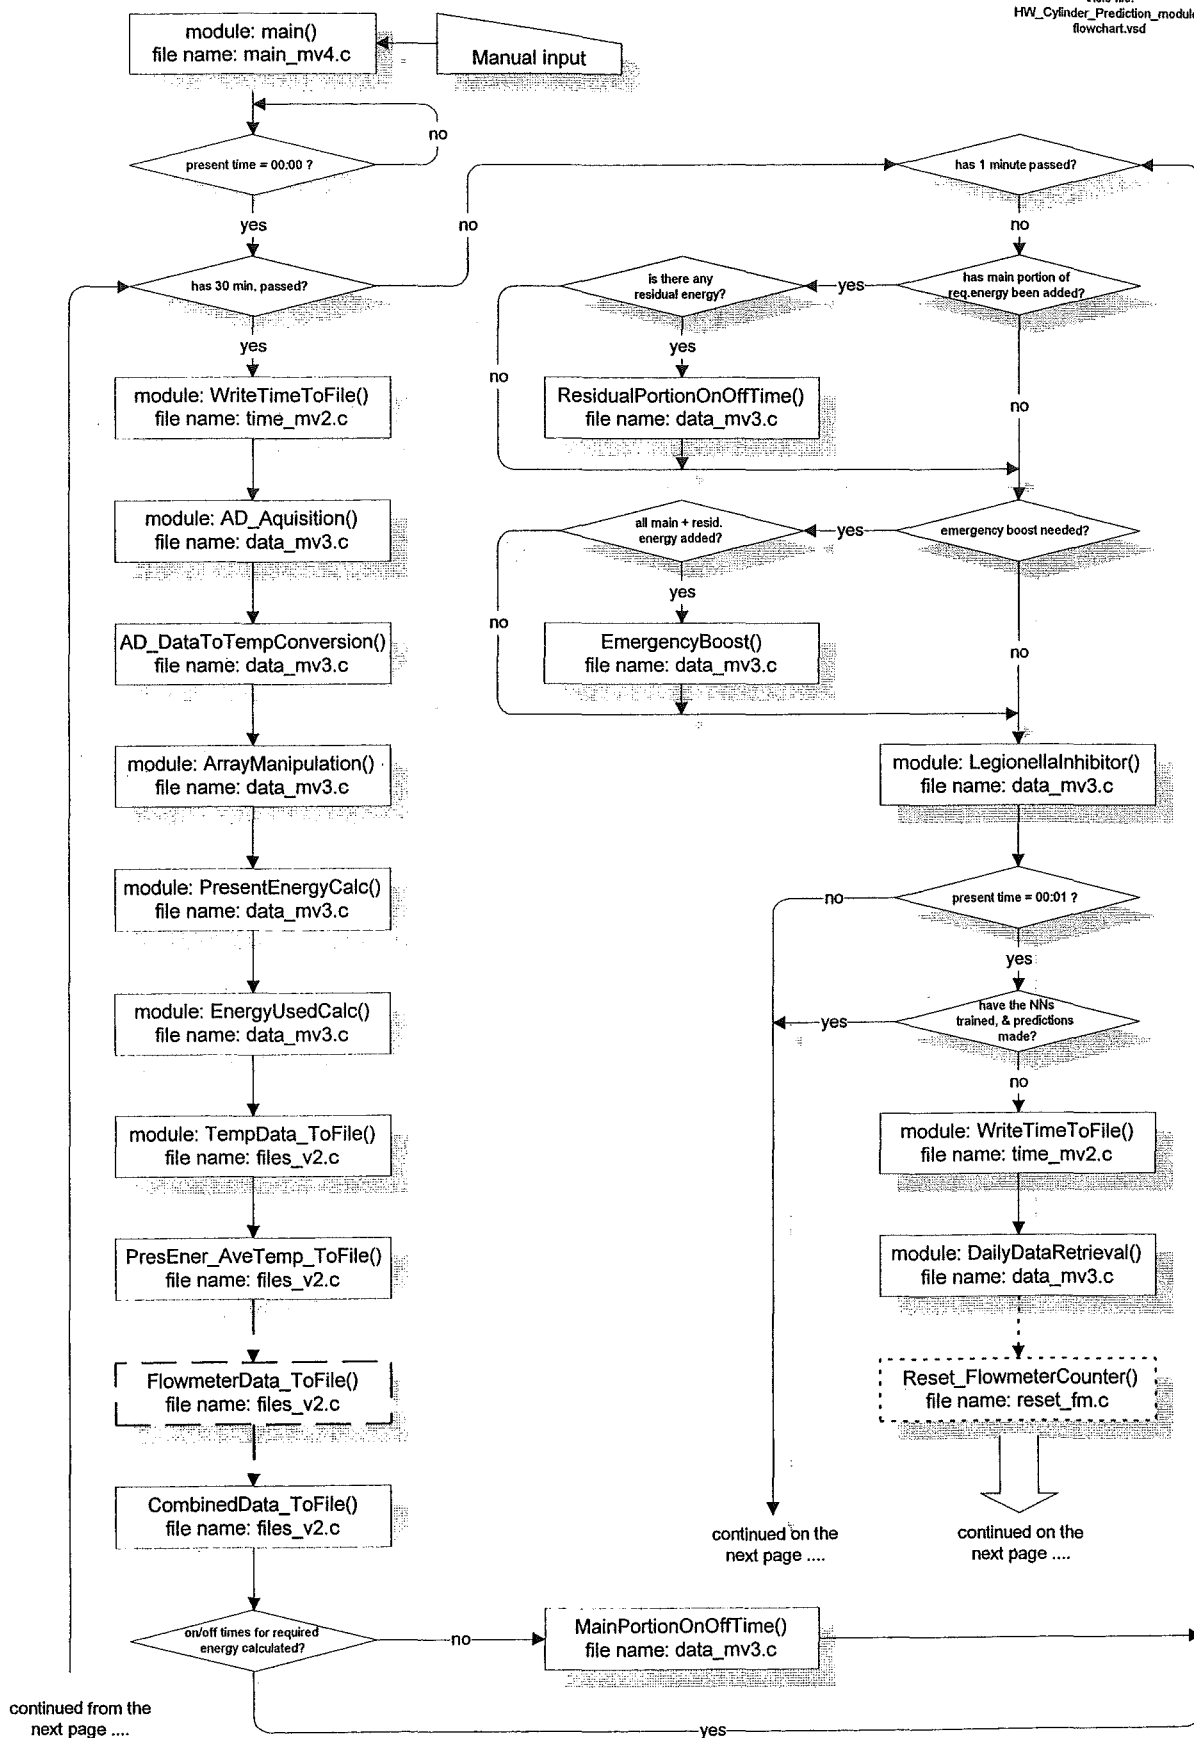 HW_Cylinder_Prediction_module
flowchart.vsd
module: main()
file name: main_mv4.c
Manual input
no
present time = 00:00 ?
yes
has 30 min. passed?
no
yes
module: WriteTimeToFile()
file name: time_mv2.c
module: AD_Aquisition()
file name: data_mv3.c
AD_DataToTempConversion()
file name: data_mv3.c
module: ArrayManipulation()
file name: data_mv3.c
module: PresentEnergyCalc()
file name: data_mv3.c
module: EnergyUsedCalc()
file name: data_mv3.c
module: TempData_ToFile()
file name: files_v2.c
PresEner_AveTemp_ToFile()
file name: files_v2.c
FlowmeterData_ToFile()
file name: files_v2.c
CombinedData_ToFile()
file name: files_v2.c
on/off times for required
energy calculated?
no
MainPortionOnOffTime()
file name: data_mv3.c
yes
continued from the
next page ....
has 1 minute passed?
no
has main portion of
req.energy been added?
yes
is there any
residual energy?
yes
no
ResidualPortionOnOffTime()
file name: data_mv3.c
no
emergency boost needed?
yes
all main + resid.
energy added?
yes
no
EmergencyBoost()
file name: data_mv3.c
no
module: LegionellaInhibitor()
file name: data_mv3.c
present time = 00:01 ?
no
yes
have the NNs
trained, & predictions
made?
yes
no
module: WriteTimeToFile()
file name: time_mv2.c
module: DailyDataRetrieval()
file name: data_mv3.c
Reset_FlowmeterCounter()
file name: reset_fm.c
continued on the
next page ....
continued on the
next page ....